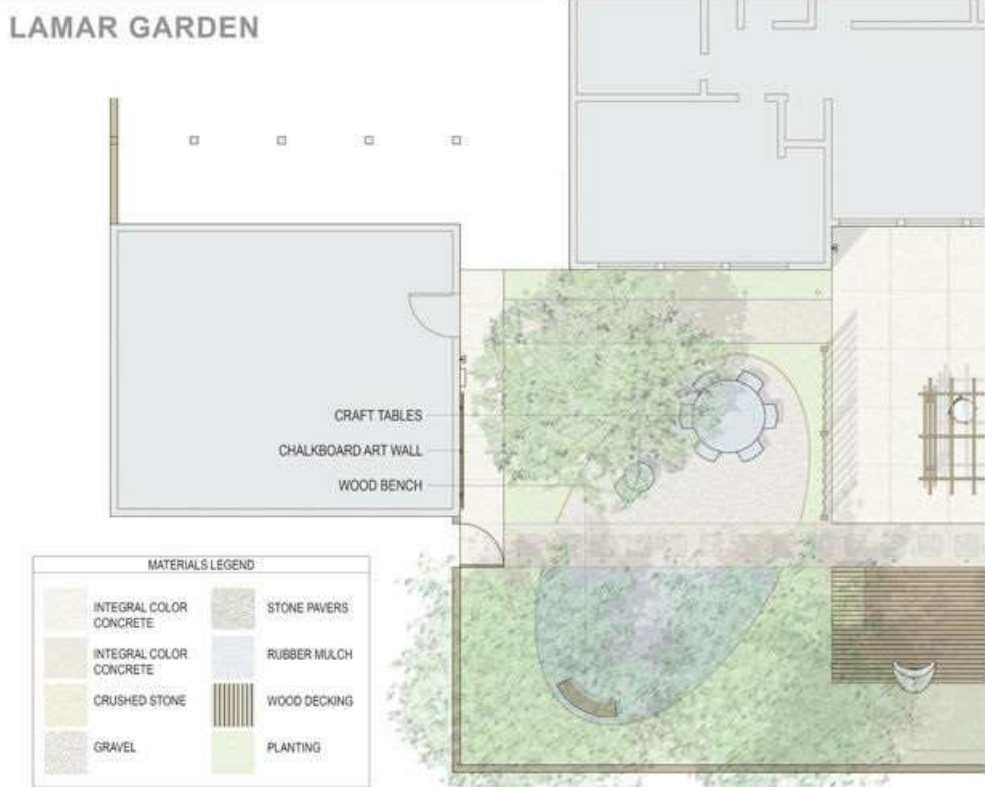 LAMAR GARDEN
CRAFT TABLES
CHALKBOARD ART WALL
WOOD BENCH
MATERIALS LEGEND
INTEGRAL COLOR
CONCRETE
STONE PAVERS
INTEGRAL COLOR
CONCRETE
RUBBER MULCH
CRUSHED STONE
WOOD DECKING
GRAVEL
PLANTING